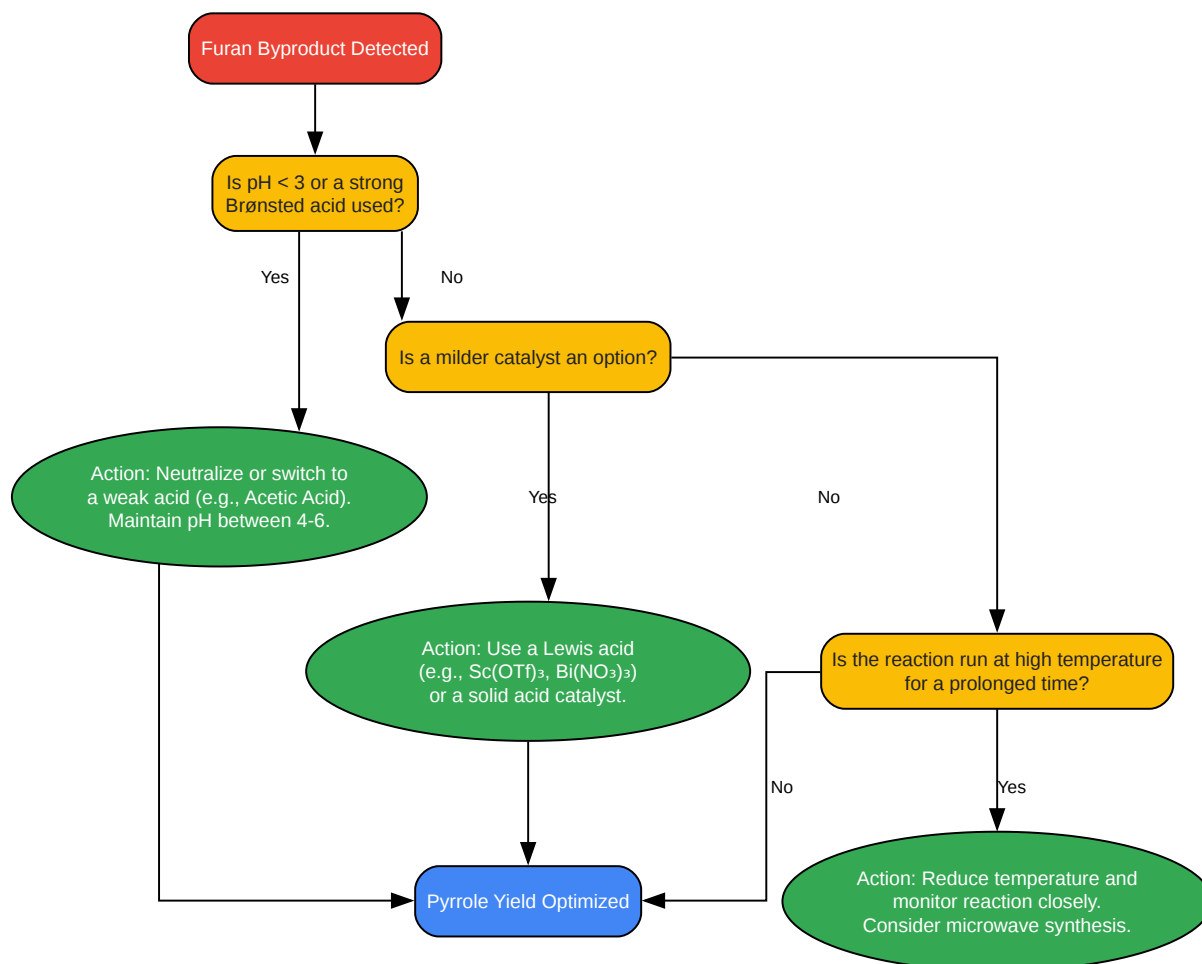 Furan Byproduct Detected
Is pH < 3 or a strong
Brønsted acid used?
Yes
No
Is a milder catalyst an option?
Action: Neutralize or switch to
a weak acid (e.g., Acetic Acid).
Maintain pH between 4-6.
Yes
No
Action: Use a Lewis acid
(e.g., Sc(OTf)₃, Bi(NO₃)₃)
or a solid acid catalyst.
Is the reaction run at high temperature
for a prolonged time?
No
Yes
Pyrrole Yield Optimized
Action: Reduce temperature and
monitor reaction closely.
Consider microwave synthesis.